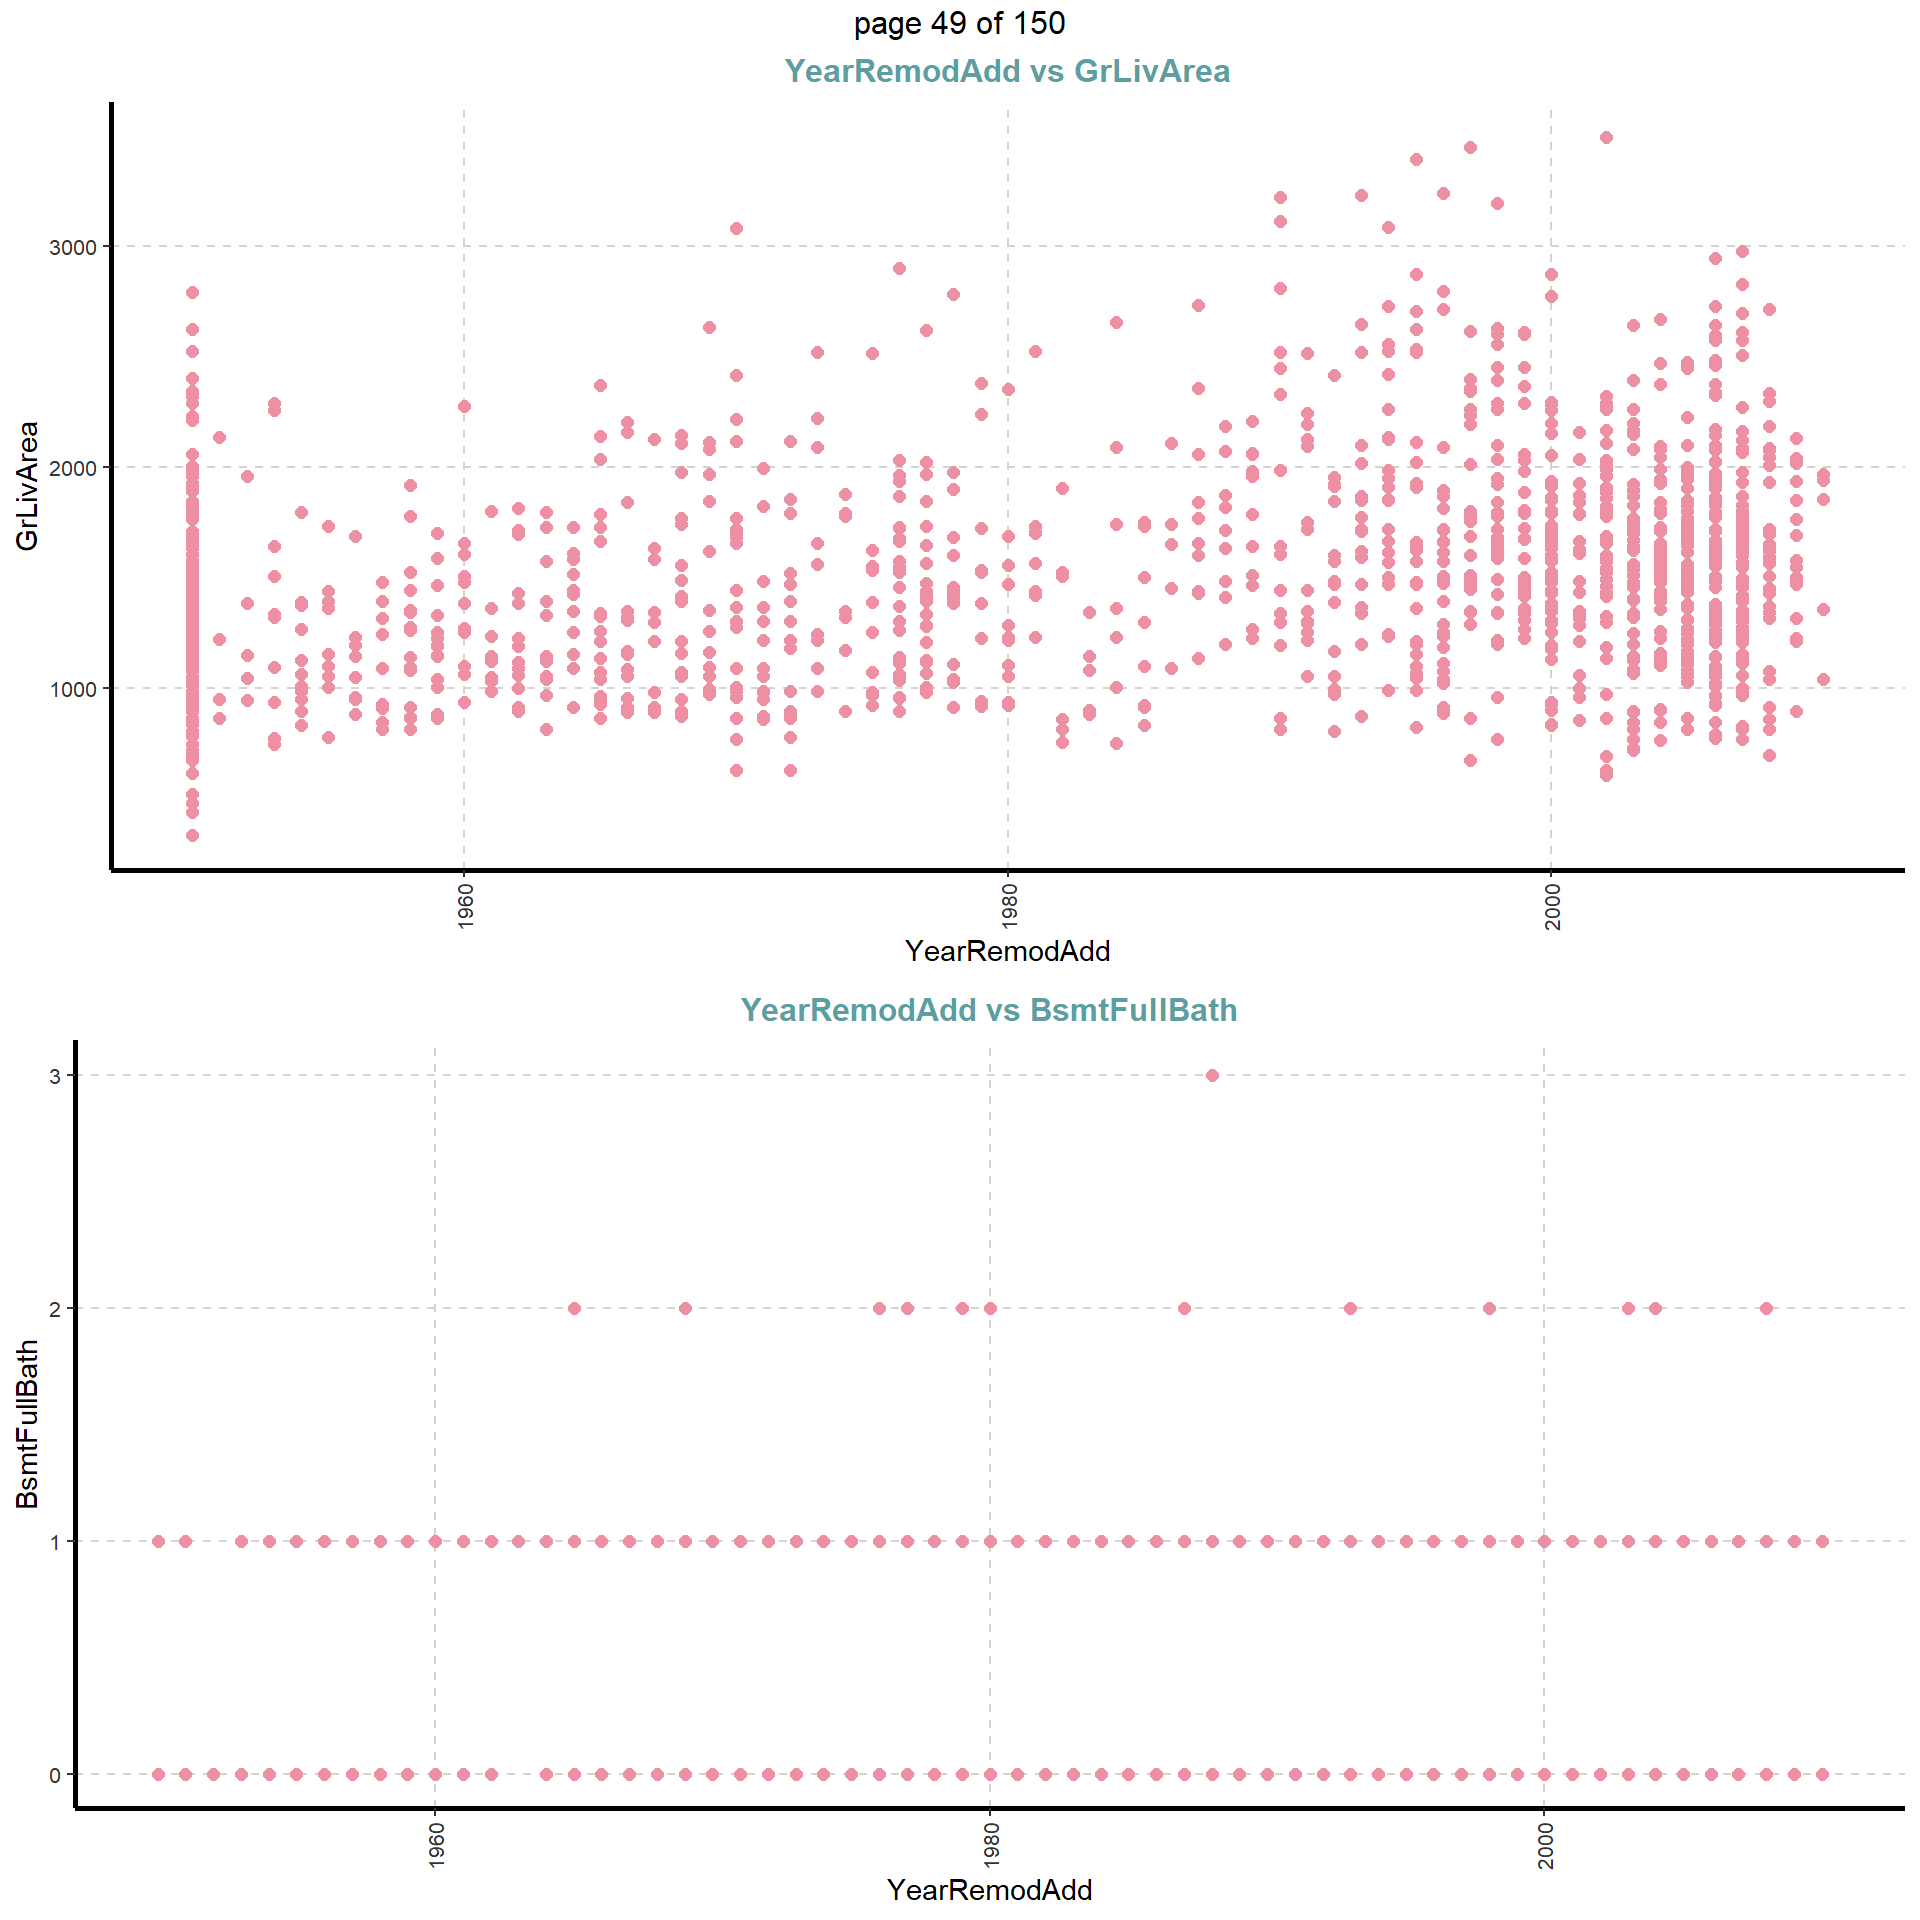 page 49 of 150
YearRemodAdd vs GrLivArea
GrLivArea
3000
2000
1000
1960
1980
2000
YearRemodAdd
YearRemodAdd vs BsmtFullBath
BsmtFullBath
3
2
1
0
1960
1980
2000
YearRemodAdd